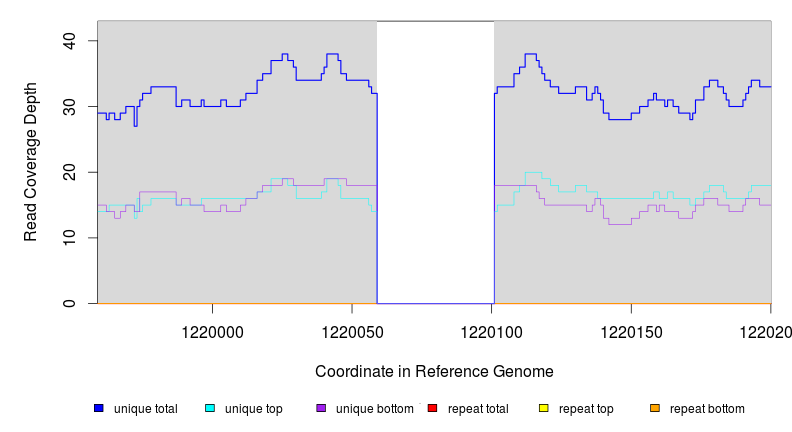 Read Coverage Depth
40
30
20
10
0
1220000
1220050
1220100
1220150
122020
Coordinate in Reference Genome
unique total
unique top
unique bottom
repeat total
repeat top
repeat bottom